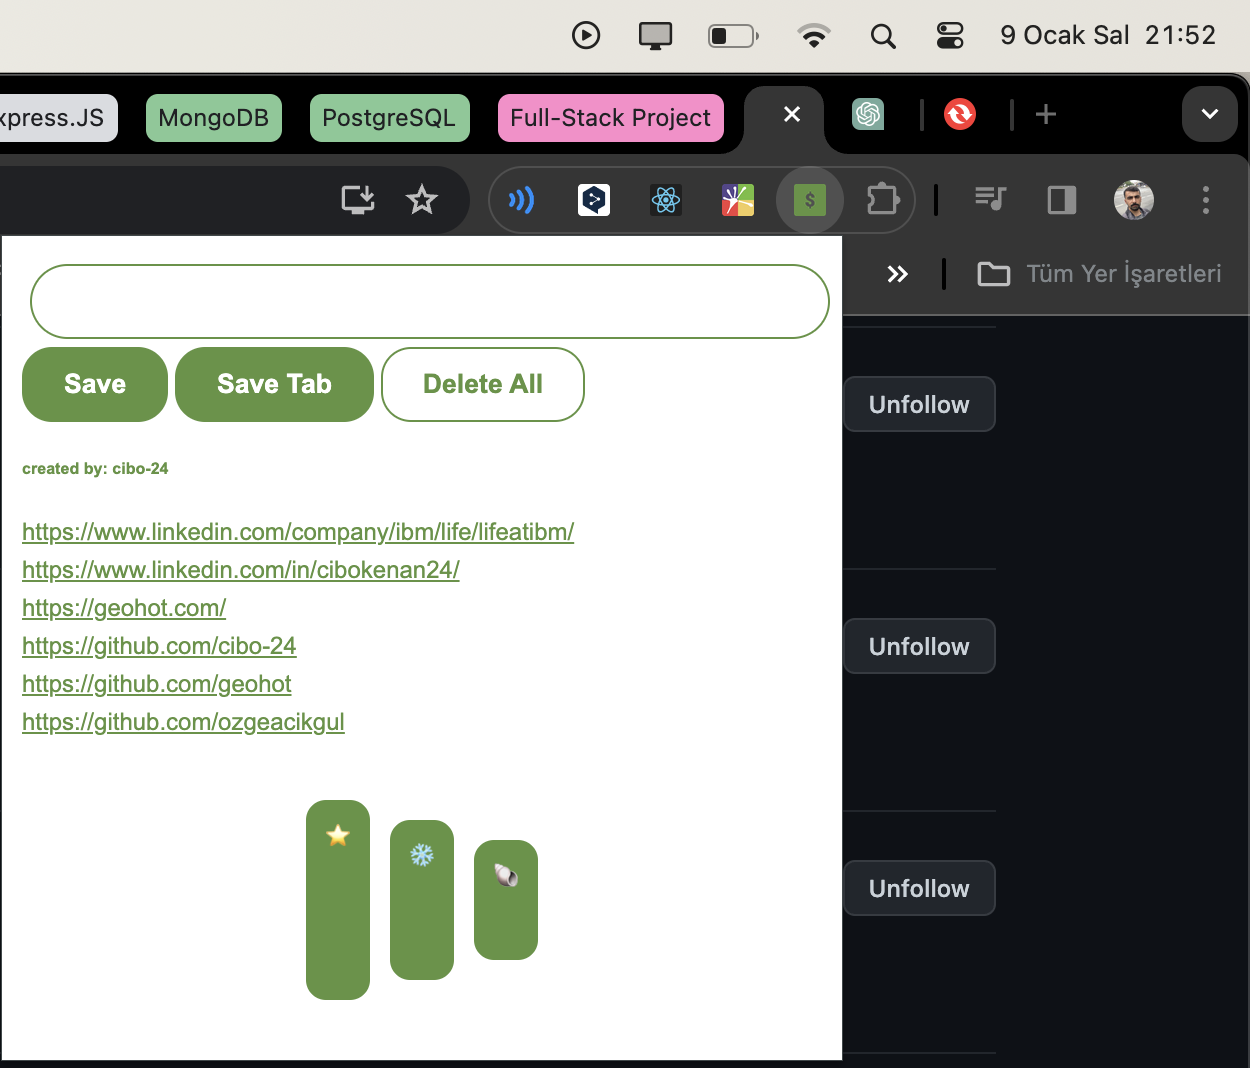 9 Ocak Sal 21:52
xpress.JS MongoDB PostgreSQL Full-Stack Project
$
Tüm Yer İşaretleri
Save Save Tab Delete All
Unfollow
created by: cibo-24
https://www.linkedin.com/company/ibm/life/lifeatibm/
https://www.linkedin.com/in/cibokenan24/
https://geohot.com/
https://github.com/cibo-24
Unfollow
https://github.com/geohot
https://github.com/ozgeacikgul
Unfollow